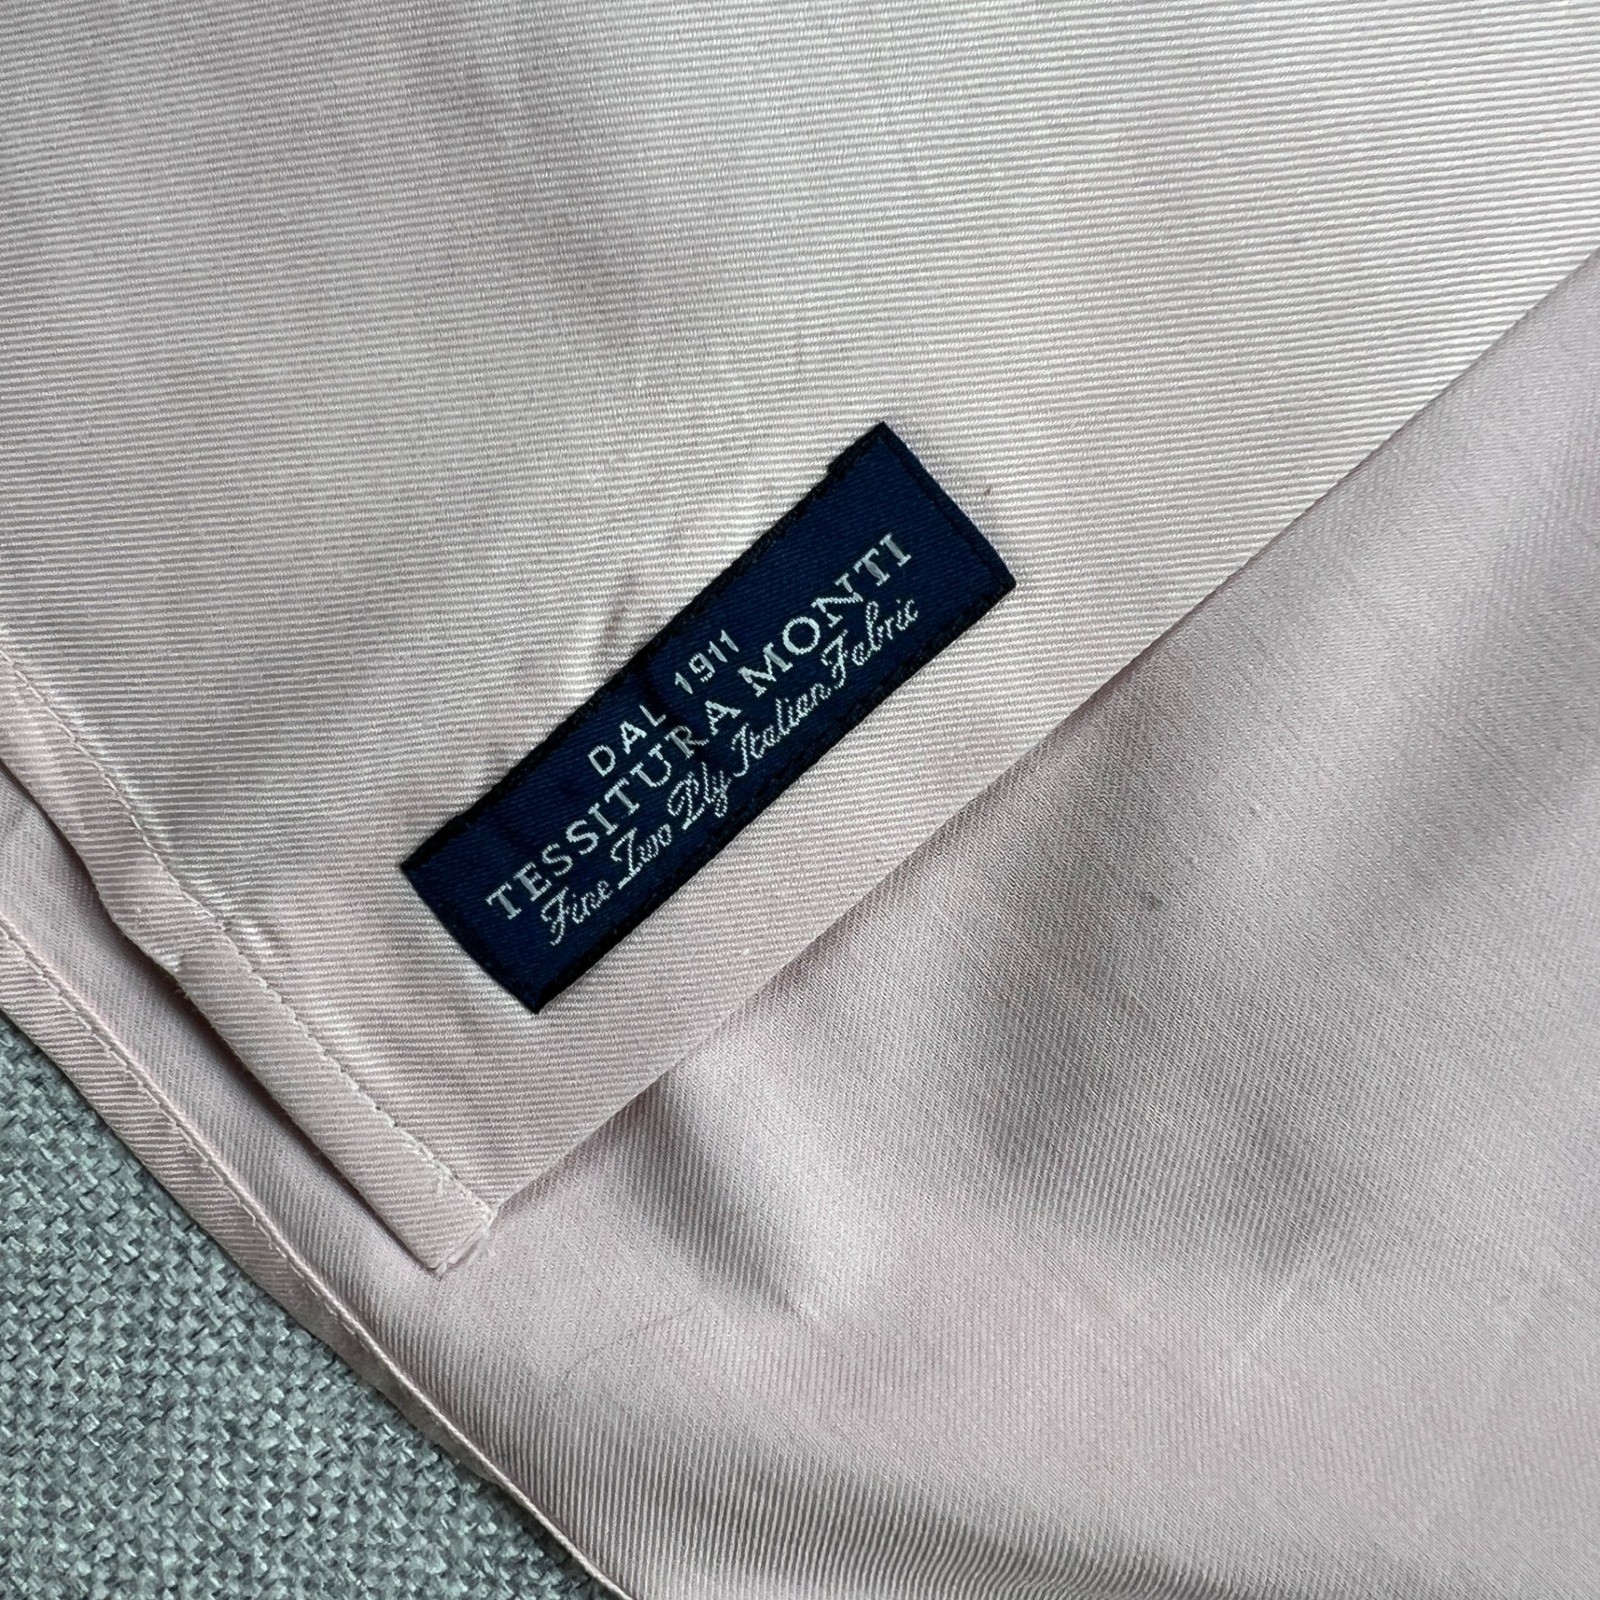 DAL 1911
TESSITURA MONTI
Fine Two Ply Italian Fabric